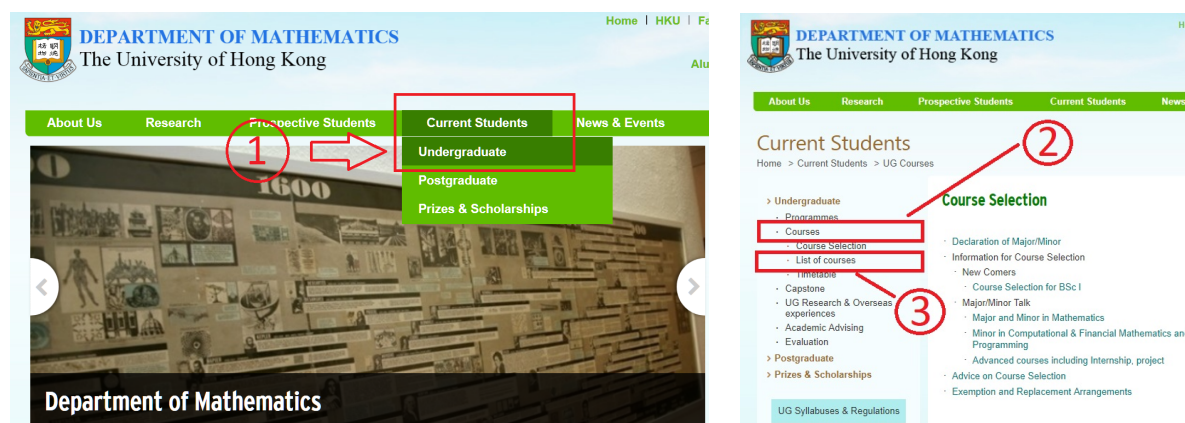 Home | HKU | Fa
DEPARTMENT OF MATHEMATICS
The University of Hong Kong
Alu
About Us Research Prospective Students Current Students News & Events
1
Undergraduate
Postgraduate
Prizes & Scholarships
1600
Department of Mathematics
H
DEPARTMENT OF MATHEMATICS
The University of Hong Kong
About Us Research Prospective Students Current Students News
Current Students
Home > Current Students > UG Courses
2
> Undergraduate
· Programmes
· Courses
· Course Selection
· List of courses
· Timetable
· Capstone
· UG Research & Overseas
experiences
· Academic Advising
· Evaluation
> Postgraduate
> Prizes & Scholarships
UG Syllabuses & Regulations
3
Course Selection
· Declaration of Major/Minor
· Information for Course Selection
· New Comers
· Course Selection for BSc I
· Major/Minor Talk
· Major and Minor in Mathematics
· Minor in Computational & Financial Mathematics and
Programming
· Advanced courses including Internship, project
· Advice on Course Selection
· Exemption and Replacement Arrangements